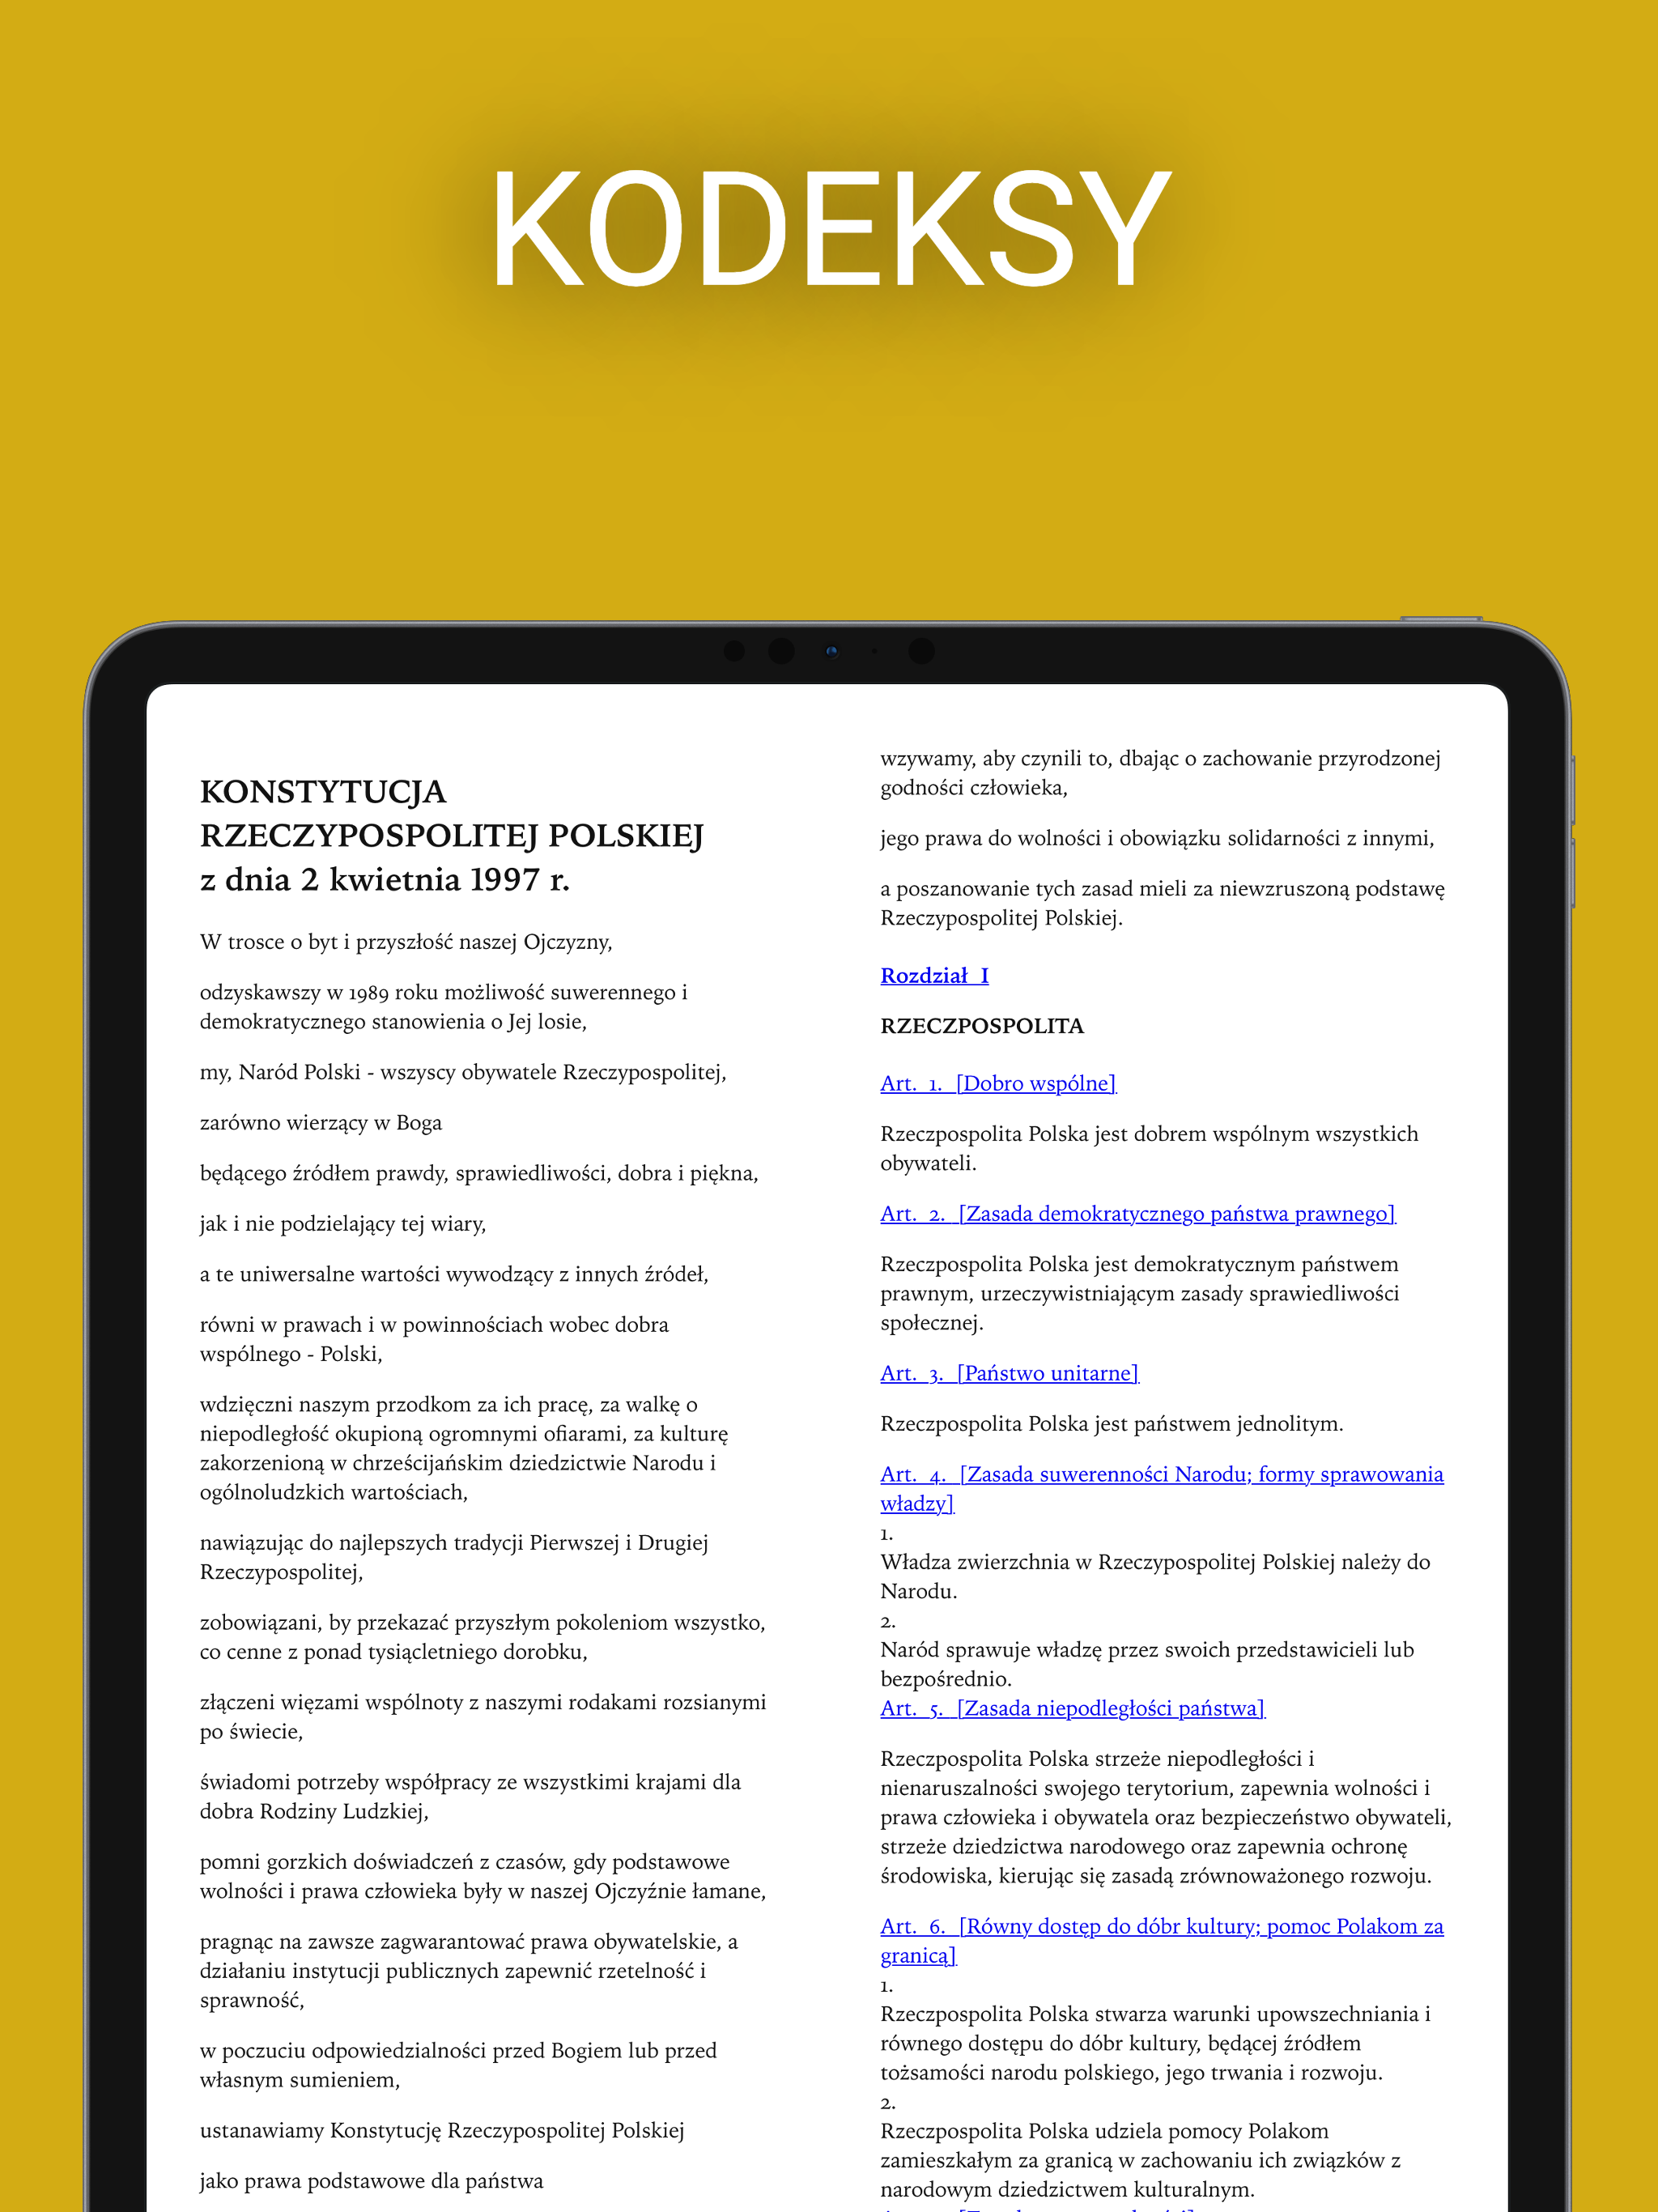 KODEKSY
KONSTYTUCJA
RZECZYPOSPOLITEJ POLSKIEJ
z dnia 2 kwietnia 1997 r.
W trosce o byt i przyszłość naszej Ojczyzny,
odzyskawszy w 1989 roku możliwość suwerennego i
demokratycznego stanowienia o Jej losie,
my, Naród Polski - wszyscy obywatele Rzeczypospolitej,
zarówno wierzący w Boga
będącego źródłem prawdy, sprawiedliwości, dobra i piękna,
jak i nie podzielający tej wiary,
a te uniwersalne wartości wywodzący z innych źródeł,
równi w prawach i w powinnościach wobec dobra
wspólnego - Polski,
wdzięczni naszym przodkom za ich pracę, za walkę o
niepodległość okupioną ogromnymi ofiarami, za kulturę
zakorzenioną w chrześcijańskim dziedzictwie Narodu i
ogólnoludzkich wartościach,
nawiązując do najlepszych tradycji Pierwszej i Drugiej
Rzeczypospolitej,
zobowiązani, by przekazać przyszłym pokoleniom wszystko,
co cenne z ponad tysiącletniego dorobku,
złączeni więzami wspólnoty z naszymi rodakami rozsianymi
po świecie,
świadomi potrzeby współpracy ze wszystkimi krajami dla
dobra Rodziny Ludzkiej,
pomni gorzkich doświadczeń z czasów, gdy podstawowe
wolności i prawa człowieka były w naszej Ojczyźnie łamane,
pragnąc na zawsze zagwarantować prawa obywatelskie, a
działaniu instytucji publicznych zapewnić rzetelność i
sprawność,
w poczuciu odpowiedzialności przed Bogiem lub przed
własnym sumieniem,
ustanawiamy Konstytucję Rzeczypospolitej Polskiej
jako prawa podstawowe dla państwa
wzywamy, aby czynili to, dbając o zachowanie przyrodzonej
godności człowieka,
jego prawa do wolności i obowiązku solidarności z innymi,
a poszanowanie tych zasad mieli za niewzruszoną podstawę
Rzeczypospolitej Polskiej.
Rozdział I
RZECZPOSPOLITA
Art. 1. [Dobro wspólne]
Rzeczpospolita Polska jest dobrem wspólnym wszystkich
obywateli.
Art. 2. [Zasada demokratycznego państwa prawnego]
Rzeczpospolita Polska jest demokratycznym państwem
prawnym, urzeczywistniającym zasady sprawiedliwości
społecznej.
Art. 3. [Państwo unitarne]
Rzeczpospolita Polska jest państwem jednolitym.
Art. 4. [Zasada suwerenności Narodu; formy sprawowania
władzy]
1.
Władza zwierzchnia w Rzeczypospolitej Polskiej należy do
Narodu.
2.
Naród sprawuje władzę przez swoich przedstawicieli lub
bezpośrednio.
Art. 5. [Zasada niepodległości państwa]
Rzeczpospolita Polska strzeże niepodległości i
nienaruszalności swojego terytorium, zapewnia wolności i
prawa człowieka i obywatela oraz bezpieczeństwo obywateli,
strzeże dziedzictwa narodowego oraz zapewnia ochronę
środowiska, kierując się zasadą zrównoważonego rozwoju.
Art. 6. [Równy dostęp do dóbr kultury; pomoc Polakom za
granicą]
1.
Rzeczpospolita Polska stwarza warunki upowszechniania i
równego dostępu do dóbr kultury, będącej źródłem
tożsamości narodu polskiego, jego trwania i rozwoju.
2.
Rzeczpospolita Polska udziela pomocy Polakom
zamieszkałym za granicą w zachowaniu ich związków z
narodowym dziedzictwem kulturalnym.